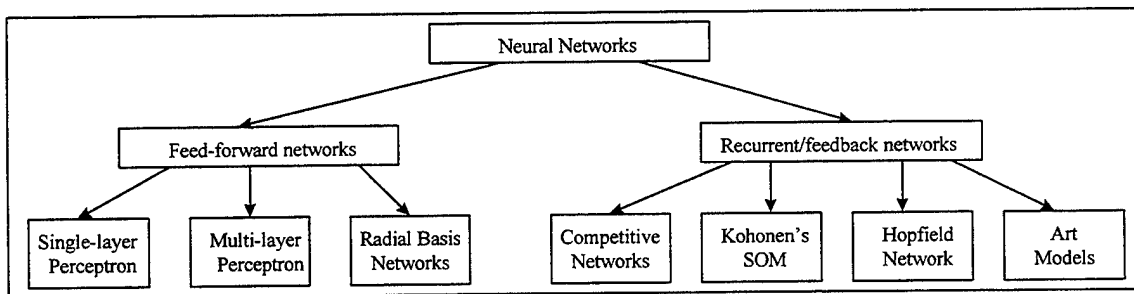 Neural Networks
Feed-forward networks
Recurrent/feedback networks
Single-layer
Perceptron
Multi-layer
Perceptron
Radial Basis
Networks
Competitive
Networks
Kohonen's
SOM
Hopfield
Network
Art
Models